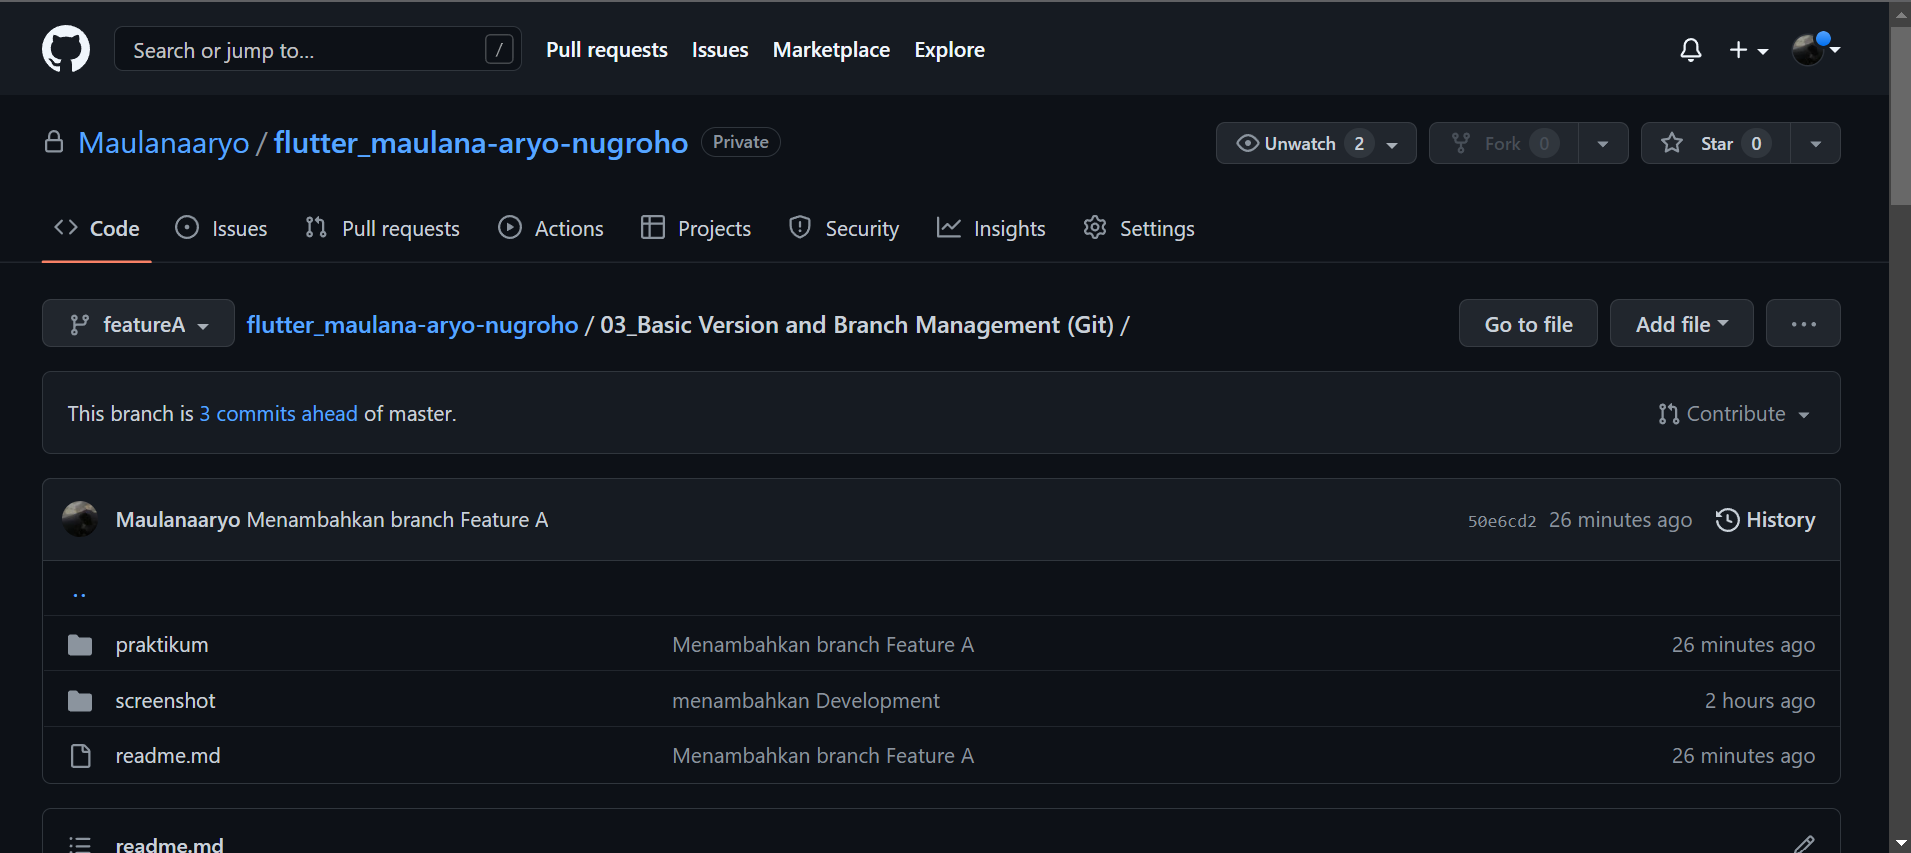 Search or jump to... / Pull requests Issues Marketplace Explore
Maulanaaryo / flutter_maulana-aryo-nugroho Private Unwatch 2 Fork 0 Star 0
Code Issues Pull requests Actions Projects Security Insights Settings
featureA flutter_maulana-aryo-nugroho / 03_Basic Version and Branch Management (Git) / Go to file Add file ...
This branch is 3 commits ahead of master. Contribute
Maulanaaryo Menambahkan branch Feature A 50e6cd2 26 minutes ago History
..
praktikum Menambahkan branch Feature A 26 minutes ago
screenshot menambahkan Development 2 hours ago
readme.md Menambahkan branch Feature A 26 minutes ago
readme.md